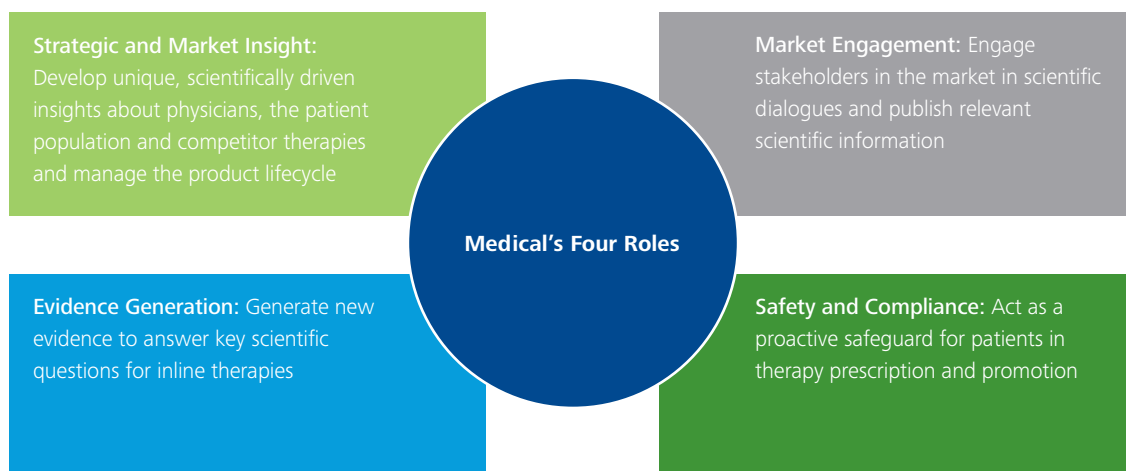 Strategic and Market Insight:
Develop unique, scientifically driven
insights about physicians, the patient
population and competitor therapies
and manage the product lifecycle
Market Engagement: Engage
stakeholders in the market in scientific
dialogues and publish relevant
scientific information
Medical's Four Roles
Evidence Generation: Generate new
evidence to answer key scientific
questions for inline therapies
Safety and Compliance: Act as a
proactive safeguard for patients in
therapy prescription and promotion